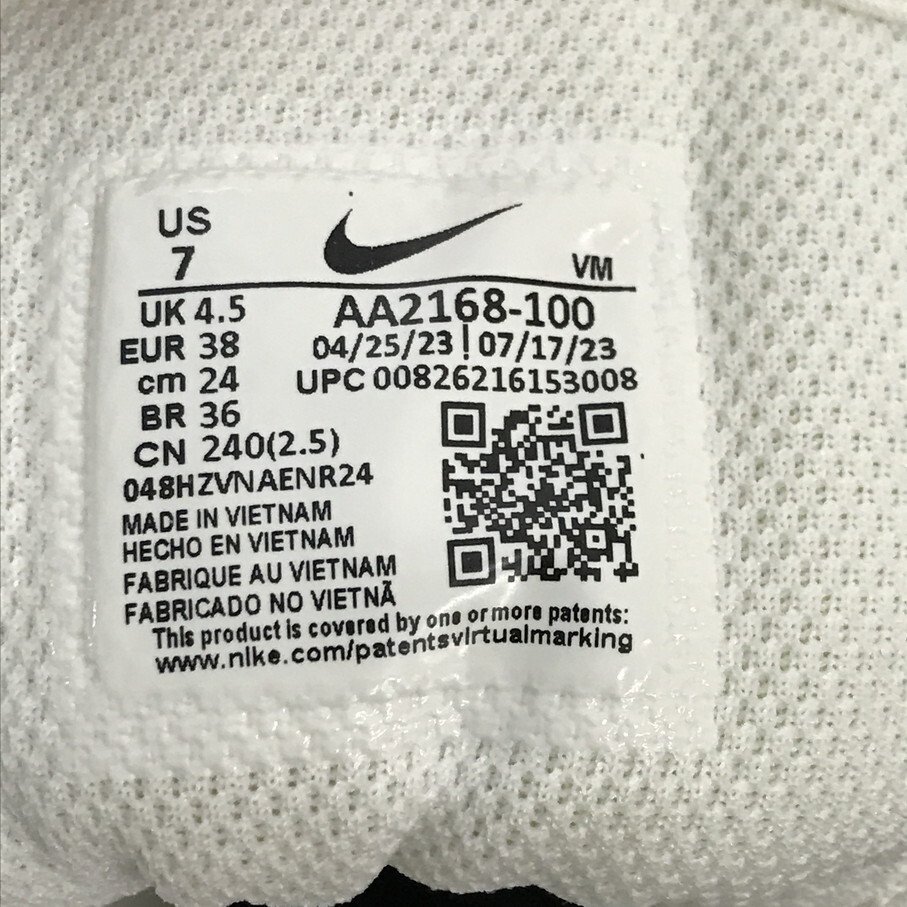 US
7
VM
UK 4.5
AA2168-100
EUR 38
04/25/23 | 07/17/23
cm 24
UPC 00826216153008
BR 36
CN 240(2.5)
048HZVNAENR24
MADE IN VIETNAM
HECHO EN VIETNAM
FABRIQUE AU VIETNAM
FABRICADO NO VIETNÃ
This product is covered by one or more patents:
www.nike.com/patentsvirtualmarking